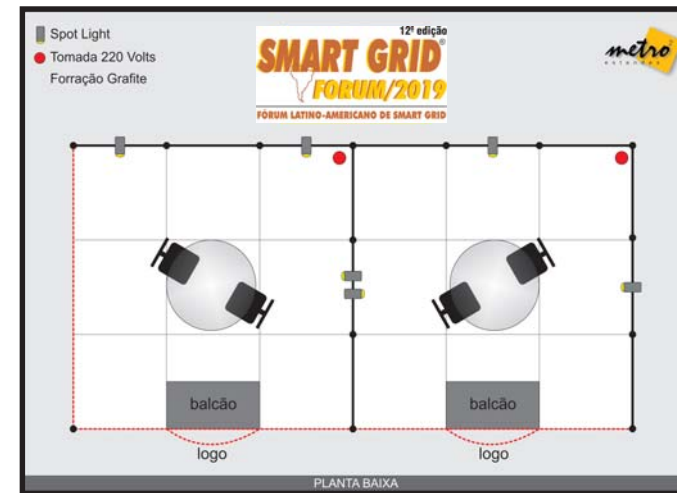 Spot Light
Tomada 220 Volts
Forração Grafite
12ª edição
SMART GRID®
FORUM/2019
FÓRUM LATINO-AMERICANO DE SMART GRID
metro
estandes
balcão
balcão
logo
logo
PLANTA BAIXA